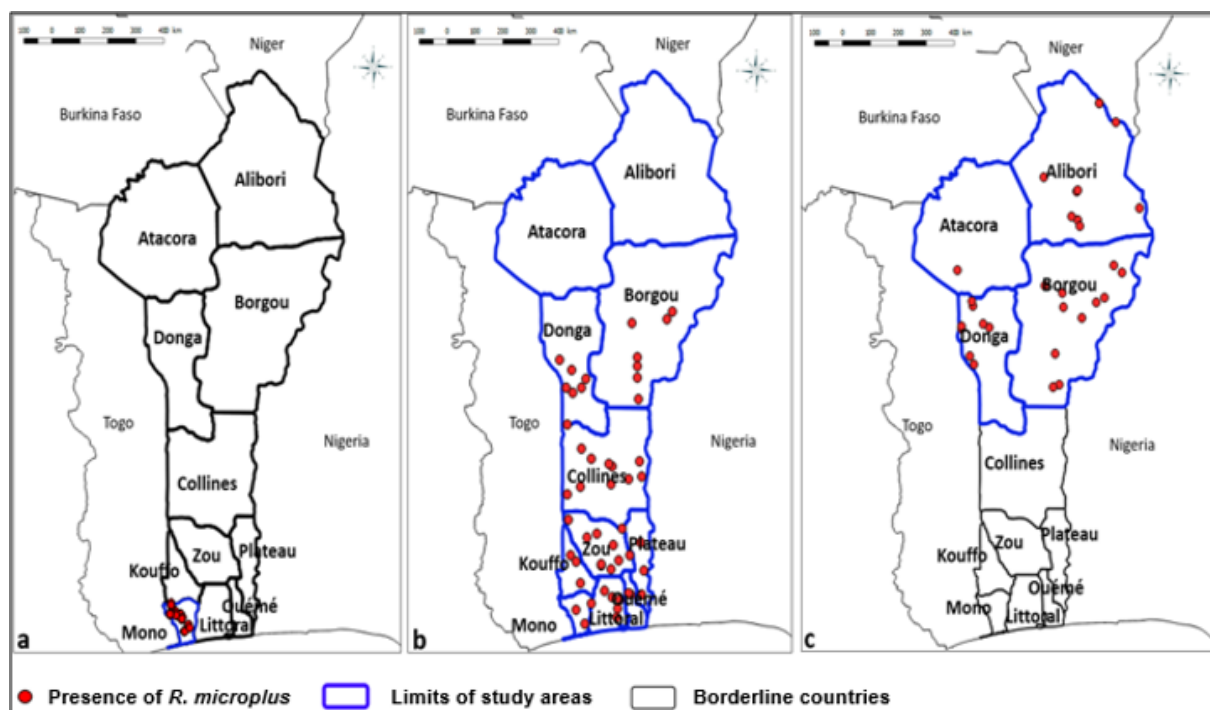 100 0 100 200 300 400 km
Niger
Burkina Faso
Alibori
Atacora
Borgou
Donga
Togo
Nigeria
Collines
Zou
Plateau
Kouffo
Ouémé
Mono
Littoral
a
100 0 100 200 300 400 km
Niger
Burkina Faso
Alibori
Atacora
Borgou
Donga
Togo
Nigeria
Collines
Zou
Plateau
Kouffo
Ouémé
Littoral
Mono
b
100 0 100 200 300 400 km
Niger
Burkina Faso
Alibori
Atacora
Borgou
Donga
Togo
Nigeria
Collines
Plateau
Zou
Kouffo
Ouémé
Mono
Littoral
c
Presence of R. microplus Limits of study areas Borderline countries